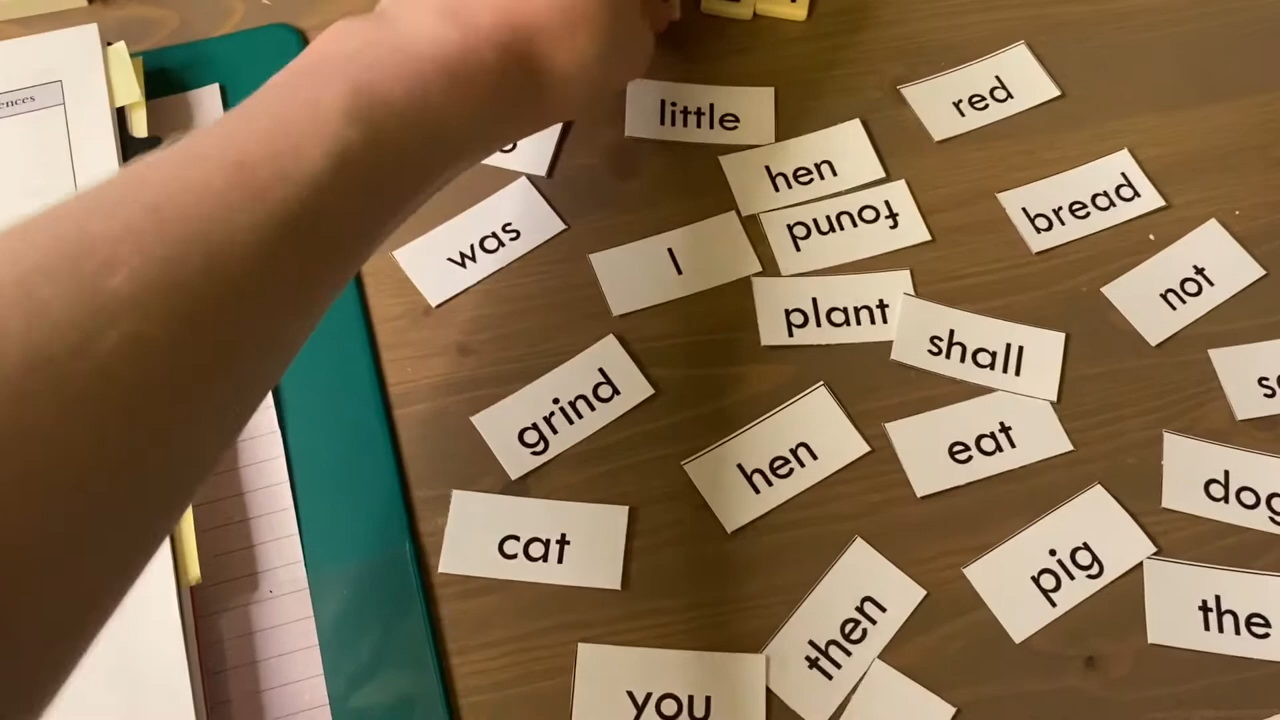 ences
red
little
hen
bread
found
was
I
not
plant
shall
grind
eat
hen
dog
cat
pig
the
then
you